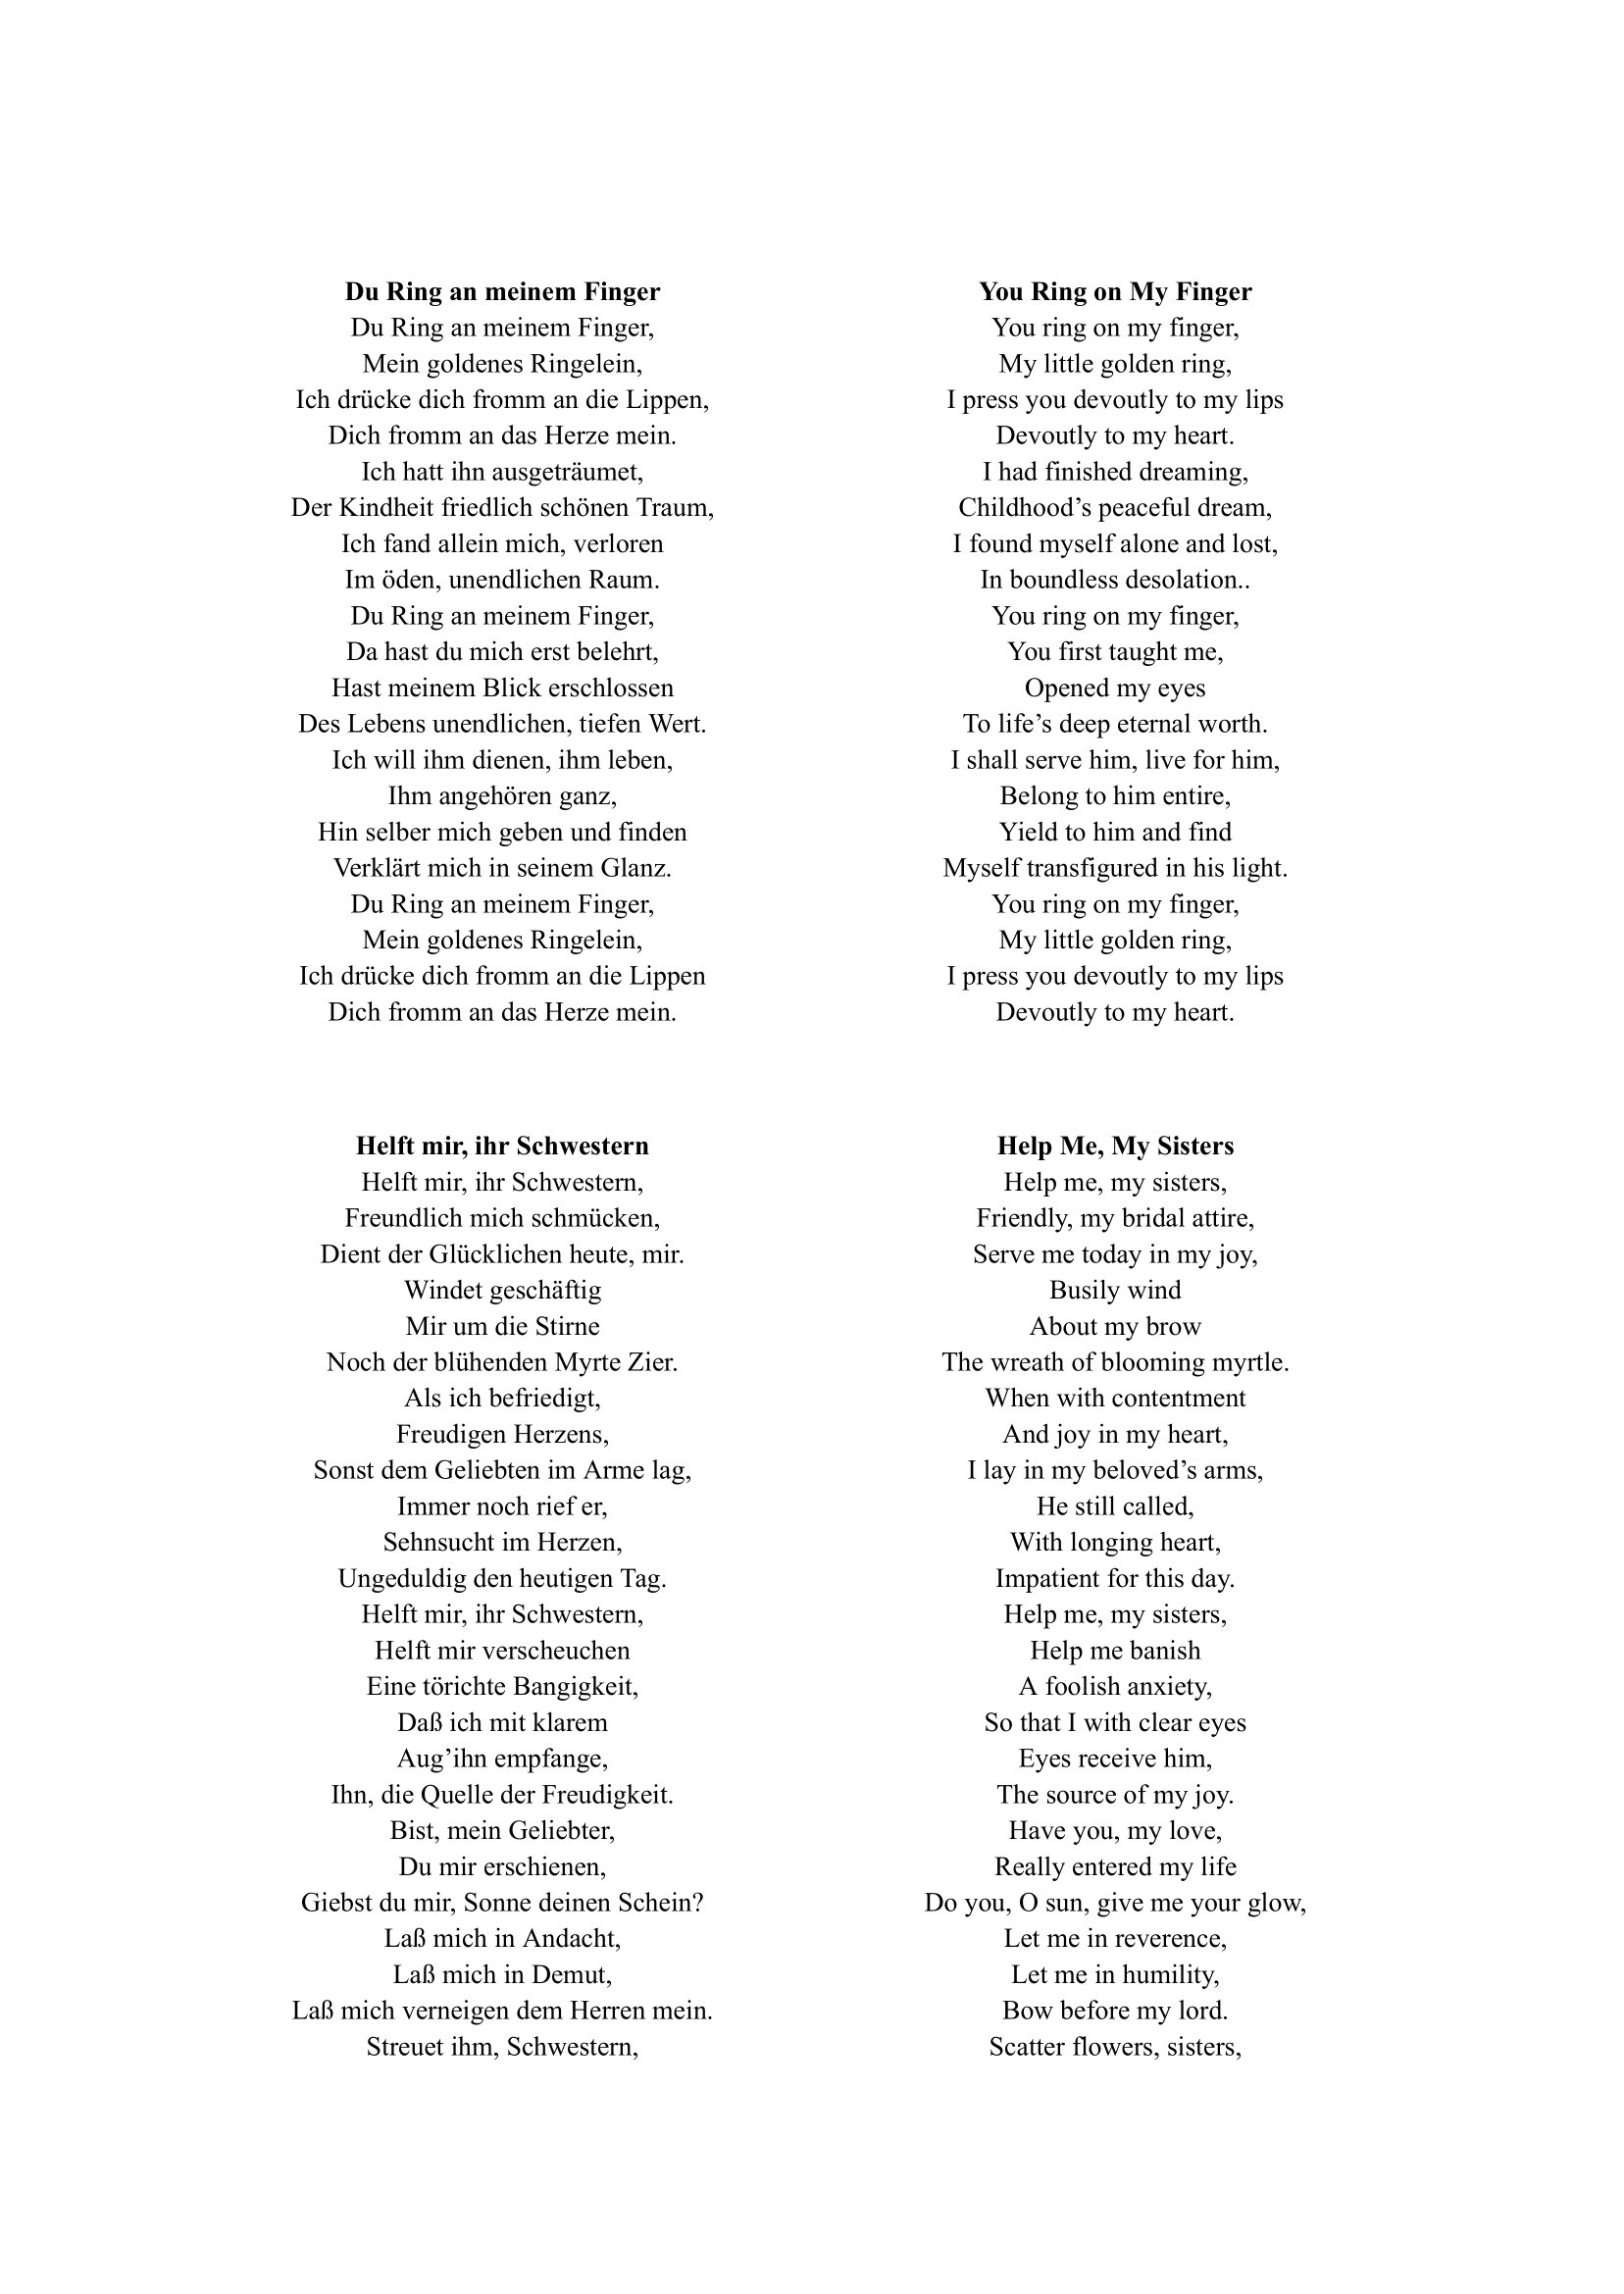 Du Ring an meinem Finger
Du Ring an meinem Finger,
Mein goldenes Ringelein,
Ich drücke dich fromm an die Lippen,
Dich fromm an das Herze mein.
Ich hatt ihn ausgeträumet,
Der Kindheit friedlich schönen Traum,
Ich fand allein mich, verloren
Im öden, unendlichen Raum.
Du Ring an meinem Finger,
Da hast du mich erst belehrt,
Hast meinem Blick erschlossen
Des Lebens unendlichen, tiefen Wert.
Ich will ihm dienen, ihm leben,
Ihm angehören ganz,
Hin selber mich geben und finden
Verklärt mich in seinem Glanz.
Du Ring an meinem Finger,
Mein goldenes Ringelein,
Ich drücke dich fromm an die Lippen
Dich fromm an das Herze mein.
You Ring on My Finger
You ring on my finger,
My little golden ring,
I press you devoutly to my lips
Devoutly to my heart.
I had finished dreaming,
Childhood’s peaceful dream,
I found myself alone and lost,
In boundless desolation..
You ring on my finger,
You first taught me,
Opened my eyes
To life’s deep eternal worth.
I shall serve him, live for him,
Belong to him entire,
Yield to him and find
Myself transfigured in his light.
You ring on my finger,
My little golden ring,
I press you devoutly to my lips
Devoutly to my heart.
Helft mir, ihr Schwestern
Helft mir, ihr Schwestern,
Freundlich mich schmücken,
Dient der Glücklichen heute, mir.
Windet geschäftig
Mir um die Stirne
Noch der blühenden Myrte Zier.
Als ich befriedigt,
Freudigen Herzens,
Sonst dem Geliebten im Arme lag,
Immer noch rief er,
Sehnsucht im Herzen,
Ungeduldig den heutigen Tag.
Helft mir, ihr Schwestern,
Helft mir verscheuchen
Eine törichte Bangigkeit,
Daß ich mit klarem
Aug’ihn empfange,
Ihn, die Quelle der Freudigkeit.
Bist, mein Geliebter,
Du mir erschienen,
Giebst du mir, Sonne deinen Schein?
Laß mich in Andacht,
Laß mich in Demut,
Laß mich verneigen dem Herren mein.
Streuet ihm, Schwestern,
Help Me, My Sisters
Help me, my sisters,
Friendly, my bridal attire,
Serve me today in my joy,
Busily wind
About my brow
The wreath of blooming myrtle.
When with contentment
And joy in my heart,
I lay in my beloved’s arms,
He still called,
With longing heart,
Impatient for this day.
Help me, my sisters,
Help me banish
A foolish anxiety,
So that I with clear eyes
Eyes receive him,
The source of my joy.
Have you, my love,
Really entered my life
Do you, O sun, give me your glow,
Let me in reverence,
Let me in humility,
Bow before my lord.
Scatter flowers, sisters,